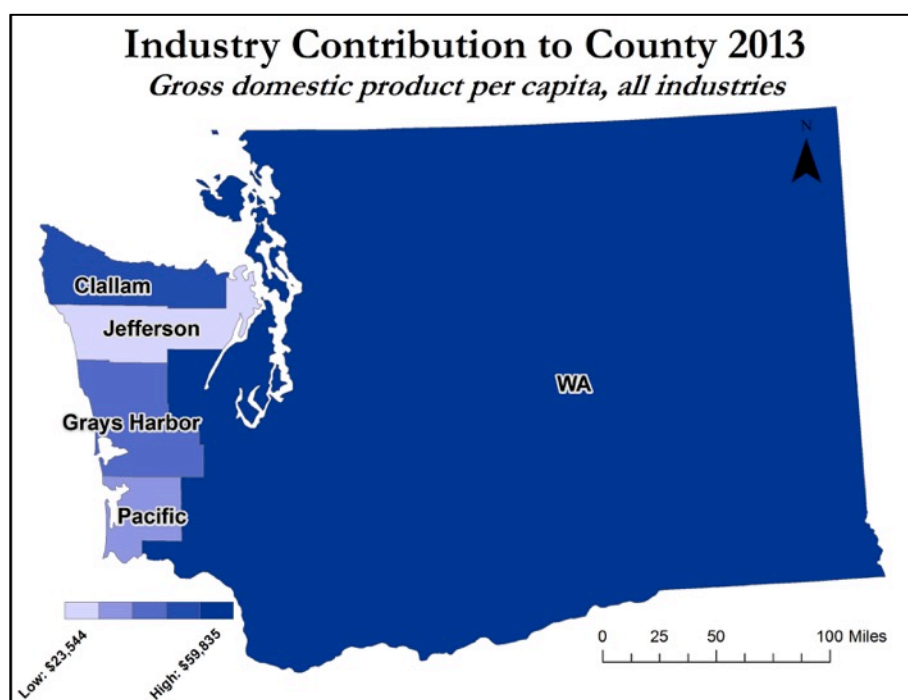 Industry Contribution to County 2013
Gross domestic product per capita, all industries
N
Clallam
Jefferson
WA
Grays Harbor
Pacific
Low: $23,544
High: $59,835
0 25 50 100 Miles